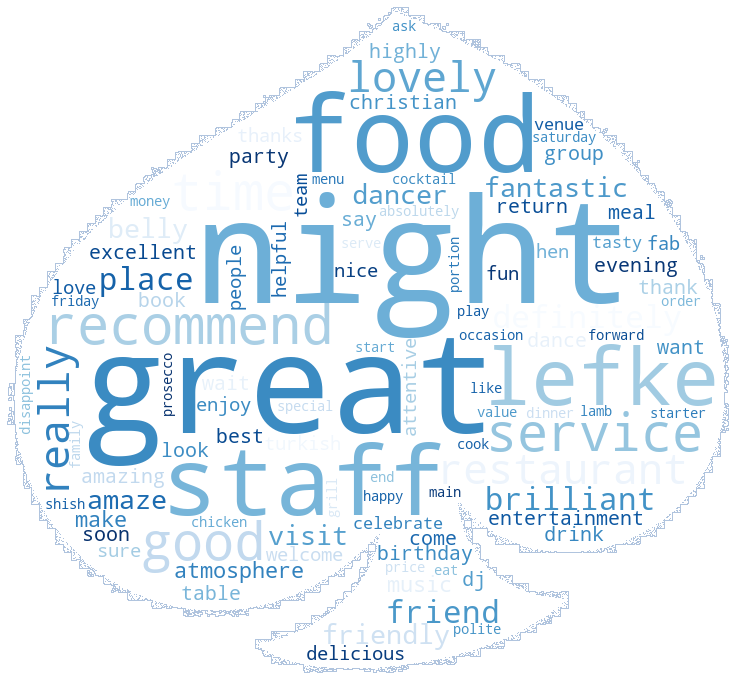 ask
highly
lovely
christian
food
venue
thanks
saturday
party
group
menu
cocktail
time
team
dancer
fantastic
money
absolutely
return
meal
belly
say
night
excellent
people
helpful
serve
portion
hen
tasty
fab
place
nice
fun
evening
love
book
thank
friday
order
recommend
play
definitely
great
start
occasion
dance
forward
want
really
disappoint
family
prosecco
wait
attentive
like
lefke
enjoy
special
value
dinner
lamb
starter
best
turkish
cook
service
look
staff
restaurant
amazing
end
main
shish
amaze
grill
happy
brilliant
make
chicken
celebrate
entertainment
soon
good
visit
come
drink
sure
welcome
birthday
atmosphere
price
eat
dj
table
music
friend
friendly
polite
delicious